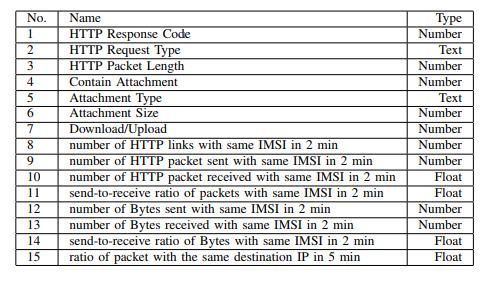 No. Name Type
1 HTTP Response Code Number
2 HTTP Request Type Text
3 HTTP Packet Length Number
4 Contain Attachment Number
5 Attachment Type Text
6 Attachment Size Number
7 Download/Upload Number
8 number of HTTP links with same IMSI in 2 min Number
9 number of HTTP packet sent with same IMSI in 2 min Number
10 number of HTTP packet received with same IMSI in 2 min Float
11 send-to-receive ratio of packets with same IMSI in 2 min Float
12 number of Bytes sent with same IMSI in 2 min Number
13 number of Bytes received with same IMSI in 2 min Number
14 send-to-receive ratio of Bytes with same IMSI in 2 min Float
15 ratio of packet with the same destination IP in 5 min Float